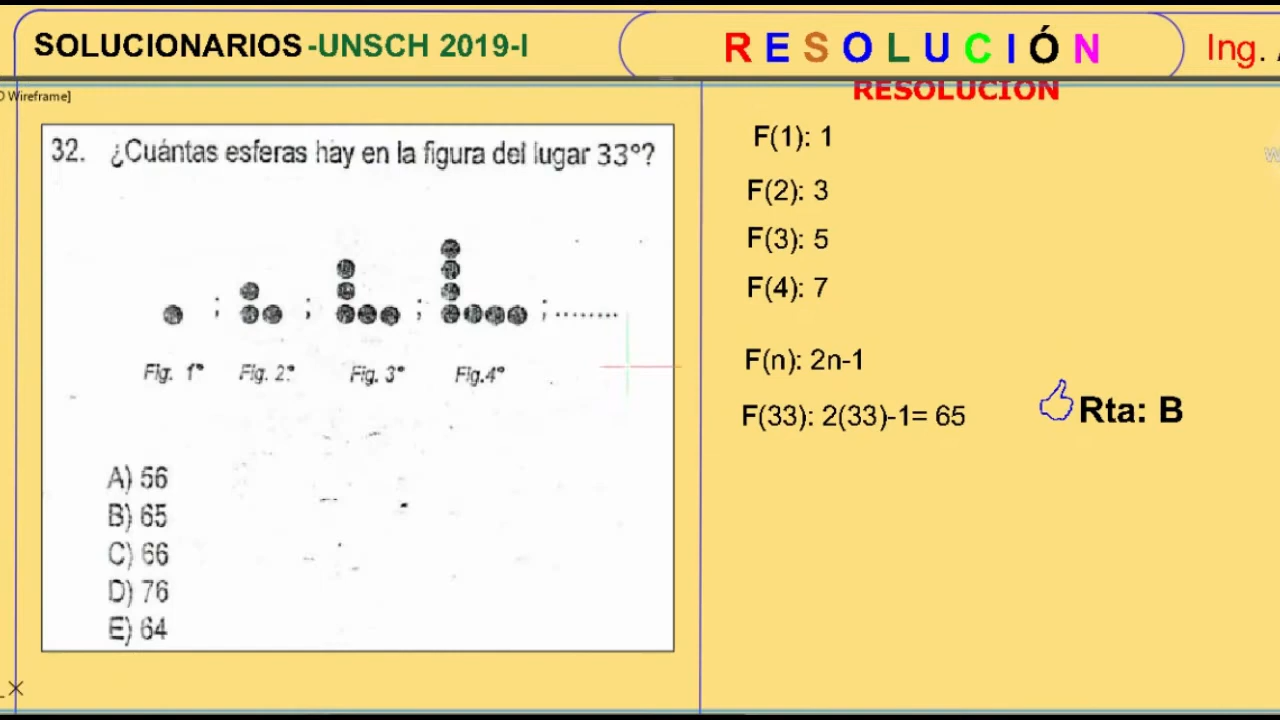 SOLUCIONARIOS -UNSCH 2019-I
RESOLUCIÓN
Ing.
Wireframe]
32. ¿Cuántas esferas hay en la figura del lugar 33°?
; ; ; ;........
Fig. 1° Fig. 2° Fig. 3° Fig.4°
A) 56
B) 65
C) 66
D) 76
E) 64
RESOLUCION
F(1): 1
F(2): 3
F(3): 5
F(4): 7
F(n): 2n-1
F(33): 2(33)-1= 65
Rta: B